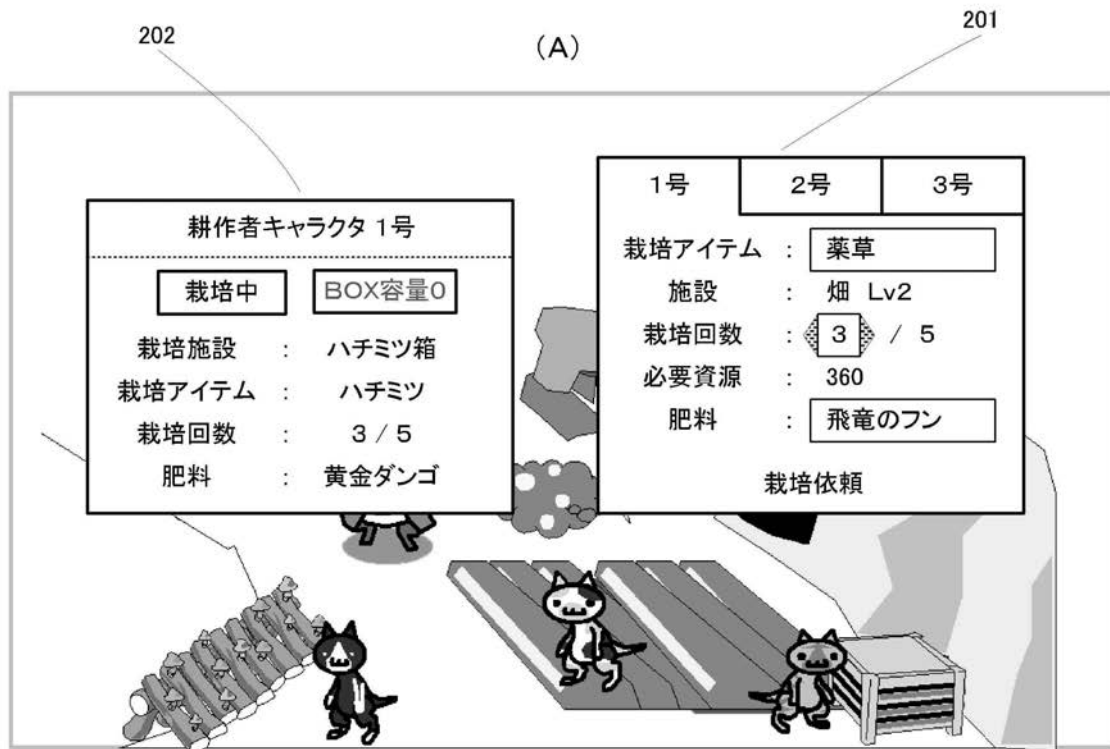 202
(A)
201
耕作者キャラクタ 1号
栽培中 BOX容量0
栽培施設 : ハチミツ箱
栽培アイテム : ハチミツ
栽培回数 : 3 / 5
肥料 : 黄金ダンゴ
1号 2号 3号
栽培アイテム : 薬草
施設 : 畑 Lv2
栽培回数 : 3 / 5
必要資源 : 360
肥料 : 飛竜のフン
栽培依頼